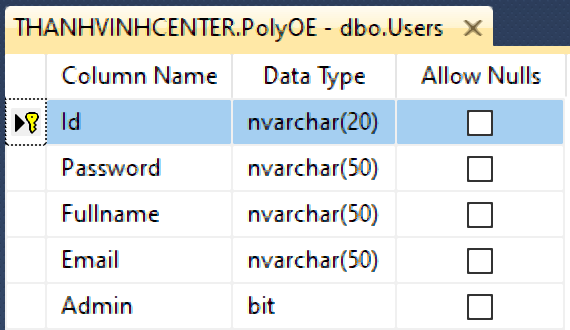 THANHVINHCENTER.PolyOE - dbo.Users
Column Name Data Type Allow Nulls
Id nvarchar(20)
Password nvarchar(50)
Fullname nvarchar(50)
Email nvarchar(50)
Admin bit